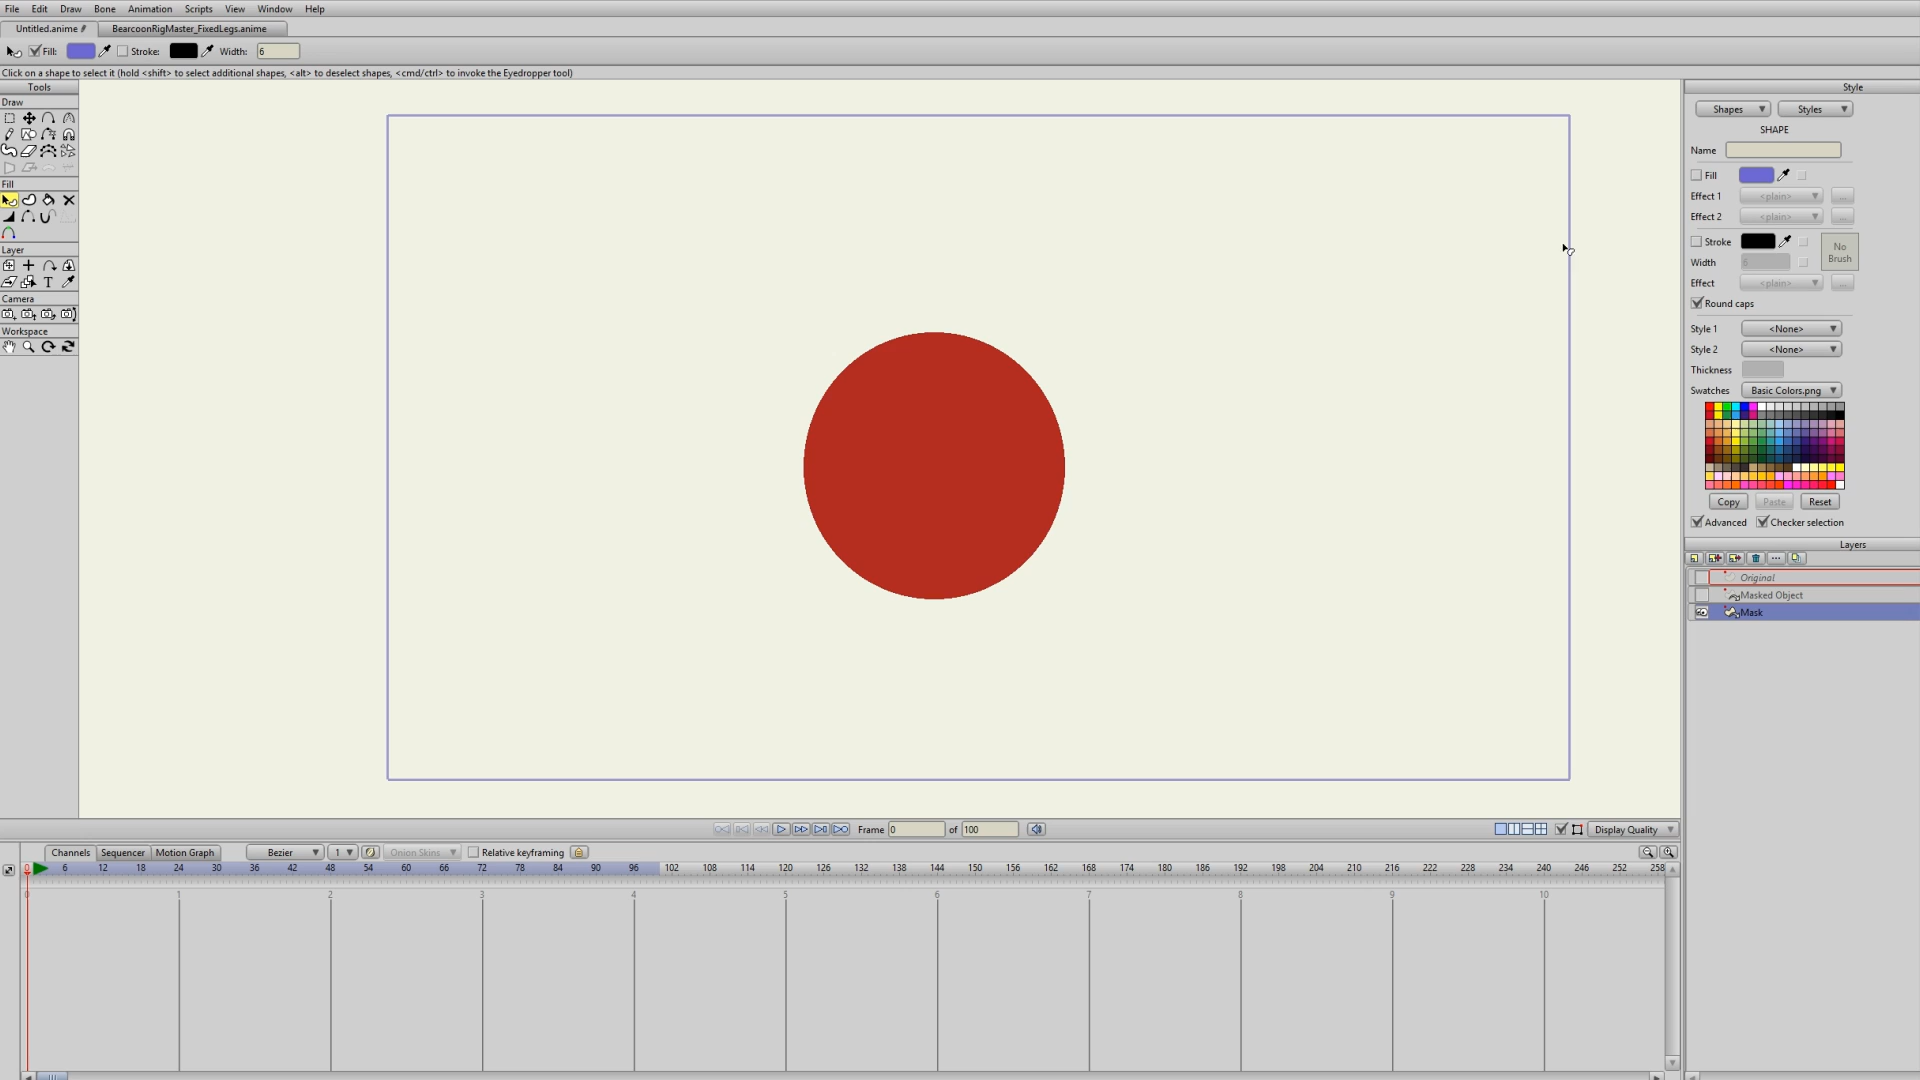 File Edit Draw Bone Animation Scripts View Window Help
Untitled.anime BearcoonRigMaster_FixedLegs.anime
Fill: Stroke: Width: 6
Click on a shape to select it (hold <shift> to select additional shapes, <alt> to deselect shapes, <cmd/ctrl> to invoke the Eyedropper tool)
Tools
Draw
Fill
Layer
Camera
Workspace
Style
Shapes Styles
SHAPE
Name
Fill
Effect 1 <plain> ...
Effect 2 <plain> ...
Stroke No Brush
Width 6
Effect <plain> ...
Round caps
Style 1 <None>
Style 2 <None>
Thickness
Swatches Basic Colors.png
Copy Paste Reset
Advanced Checker selection
Layers
Original
Masked Object
Mask
Frame 0 of 100 Display Quality
Channels Sequencer Motion Graph Bezier 1 Onion Skins Relative keyframing
0 6 12 18 24 30 36 42 48 54 60 66 72 78 84 90 96 102 108 114 120 126 132 138 144 150 156 162 168 174 180 186 192 198 204 210 216 222 228 234 240 246 252 258
0 1 2 3 4 5 6 7 8 9 10